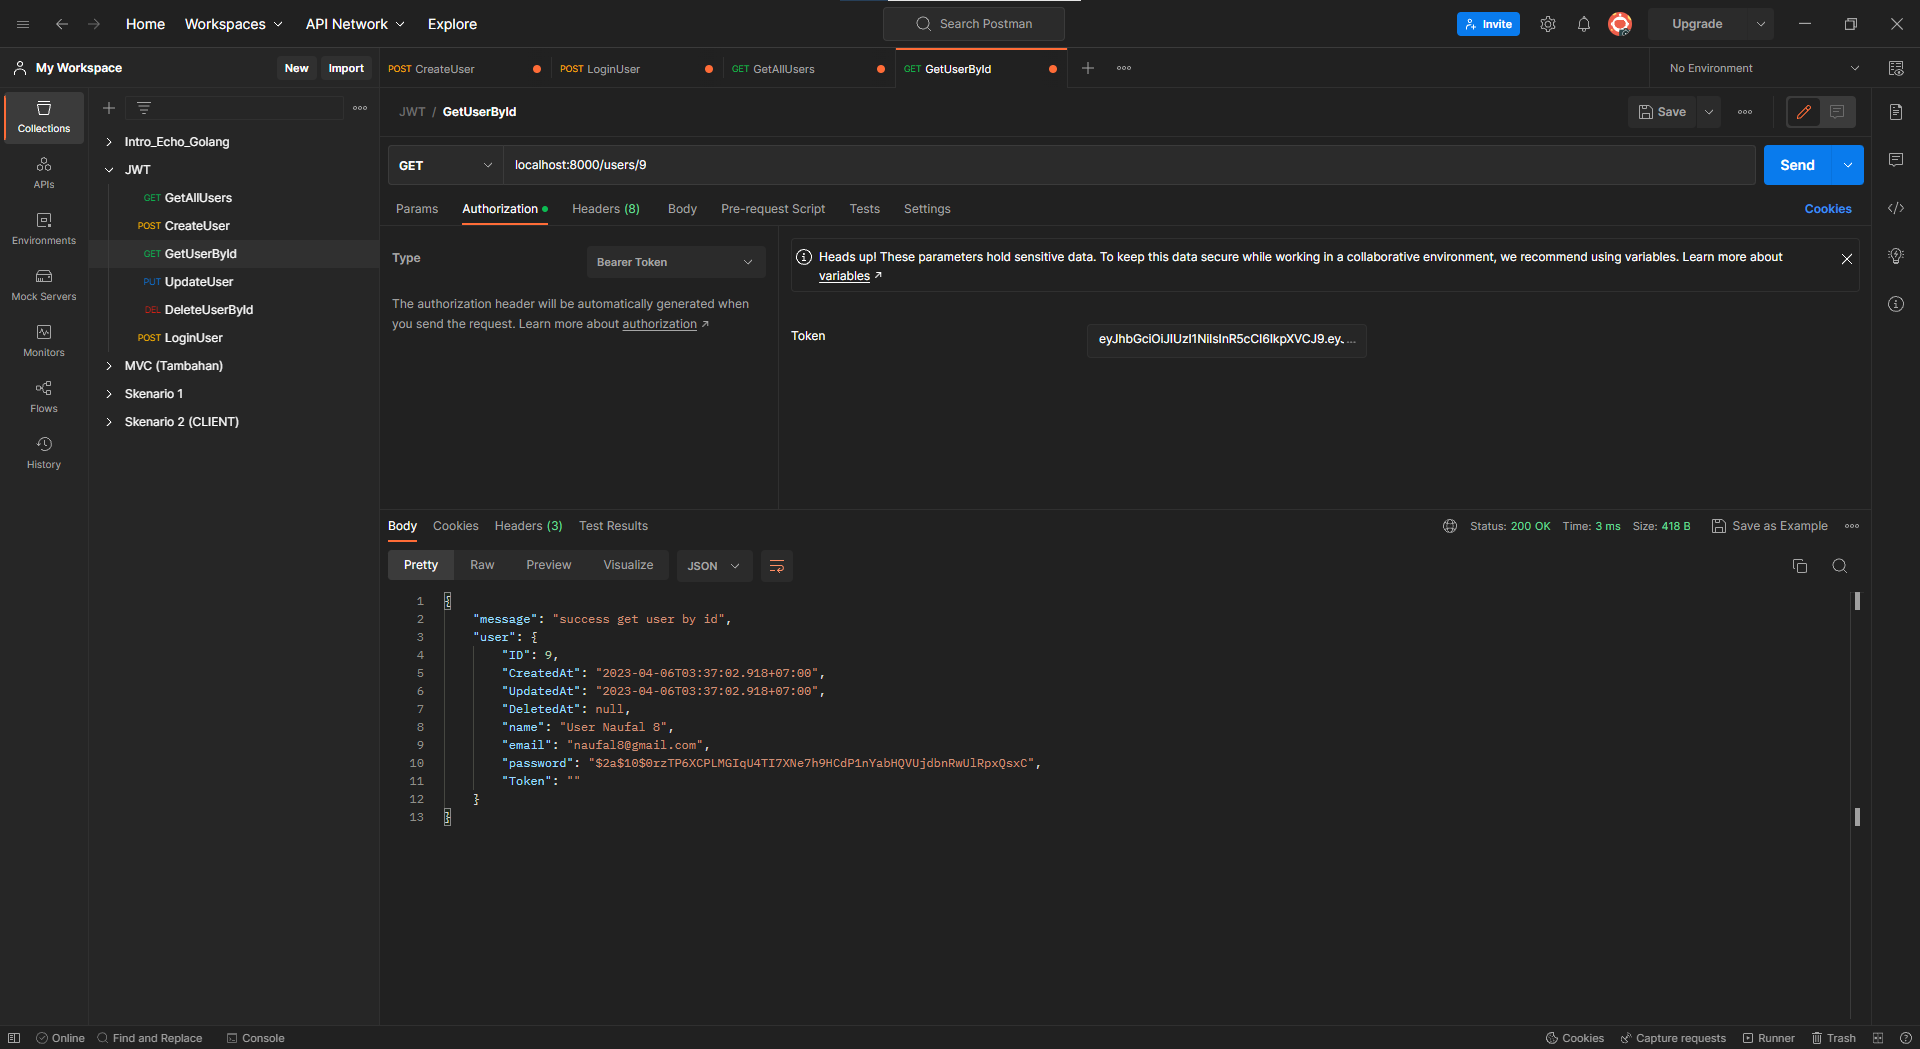 Home Workspaces API Network Explore Search Postman Invite Upgrade
My Workspace New Import
POST CreateUser POST LoginUser GET GetAllUsers GET GetUserById No Environment
Collections
APIs
Environments
Mock Servers
Monitors
Flows
History
Intro_Echo_Golang
JWT
GET GetAllUsers
POST CreateUser
GET GetUserById
PUT UpdateUser
DEL DeleteUserById
POST LoginUser
MVC (Tambahan)
Skenario 1
Skenario 2 (CLIENT)
JWT / GetUserById Save
GET localhost:8000/users/9 Send
Params Authorization Headers (8) Body Pre-request Script Tests Settings Cookies
Type Bearer Token
The authorization header will be automatically generated when
you send the request. Learn more about authorization ↗
Heads up! These parameters hold sensitive data. To keep this data secure while working in a collaborative environment, we recommend using variables. Learn more about
variables ↗
Token eyJhbGciOiJIUzI1NiIsInR5cCI6IkpXVCJ9.ey. ...
Body Cookies Headers (3) Test Results Status: 200 OK Time: 3 ms Size: 418 B Save as Example
Pretty Raw Preview Visualize JSON
1 {
2 "message": "success get user by id",
3 "user": {
4 "ID": 9,
5 "CreatedAt": "2023-04-06T03:37:02.918+07:00",
6 "UpdatedAt": "2023-04-06T03:37:02.918+07:00",
7 "DeletedAt": null,
8 "name": "User Naufal 8",
9 "email": "naufal8@gmail.com",
10 "password": "$2a$10$0rzTP6XCPLMGIqU4TI7XNe7h9HCdP1nYabHQVUjdbnRwUlRpxQsxC",
11 "Token": ""
12 }
13 }
Online Find and Replace Console Cookies Capture requests Runner Trash